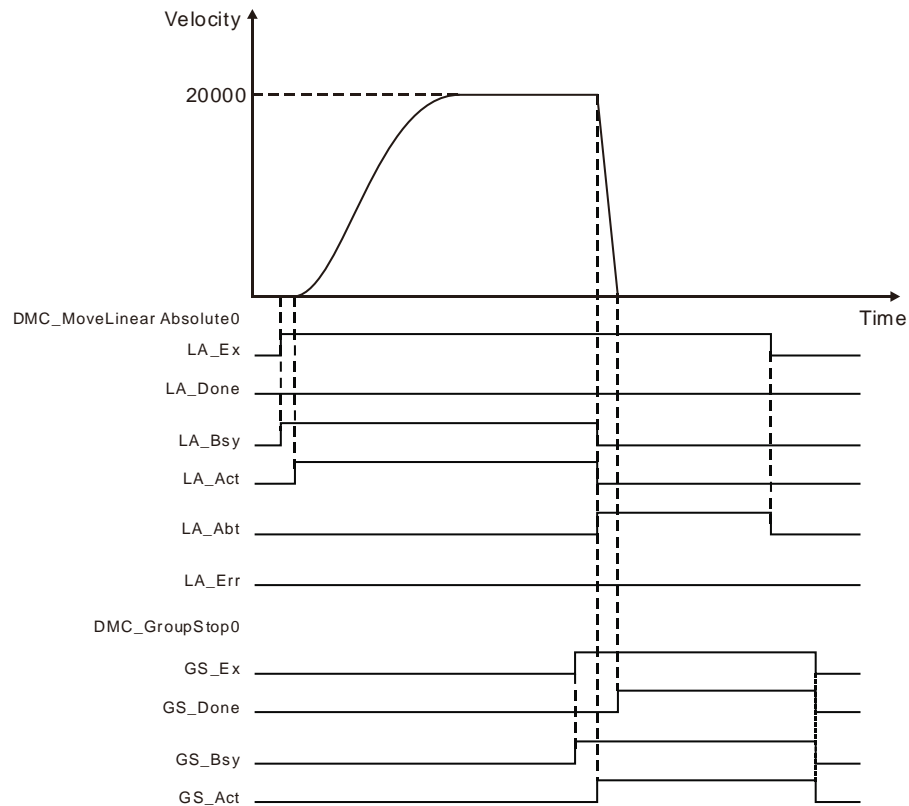 Velocity
20000
Time
DMC_MoveLinear Absolute0
LA_Ex
LA_Done
LA_Bsy
LA_Act
LA_Abt
LA_Err
DMC_GroupStop0
GS_Ex
GS_Done
GS_Bsy
GS_Act